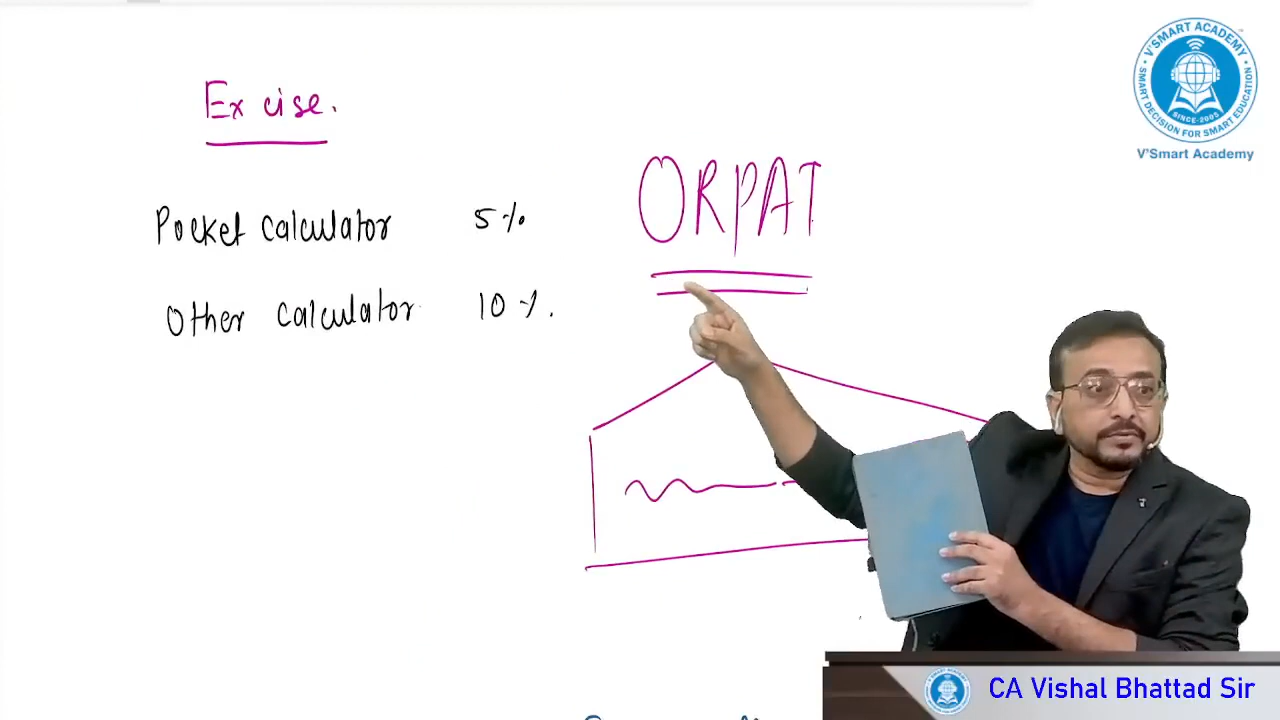 Excise.
Pocket Calculator 5%
Other Calculator 10%.
ORPAT
V'SMART ACADEMY
SMART DECISION FOR SMART EDUCATION
SINCE-2005
V'Smart Academy
CA Vishal Bhattad Sir